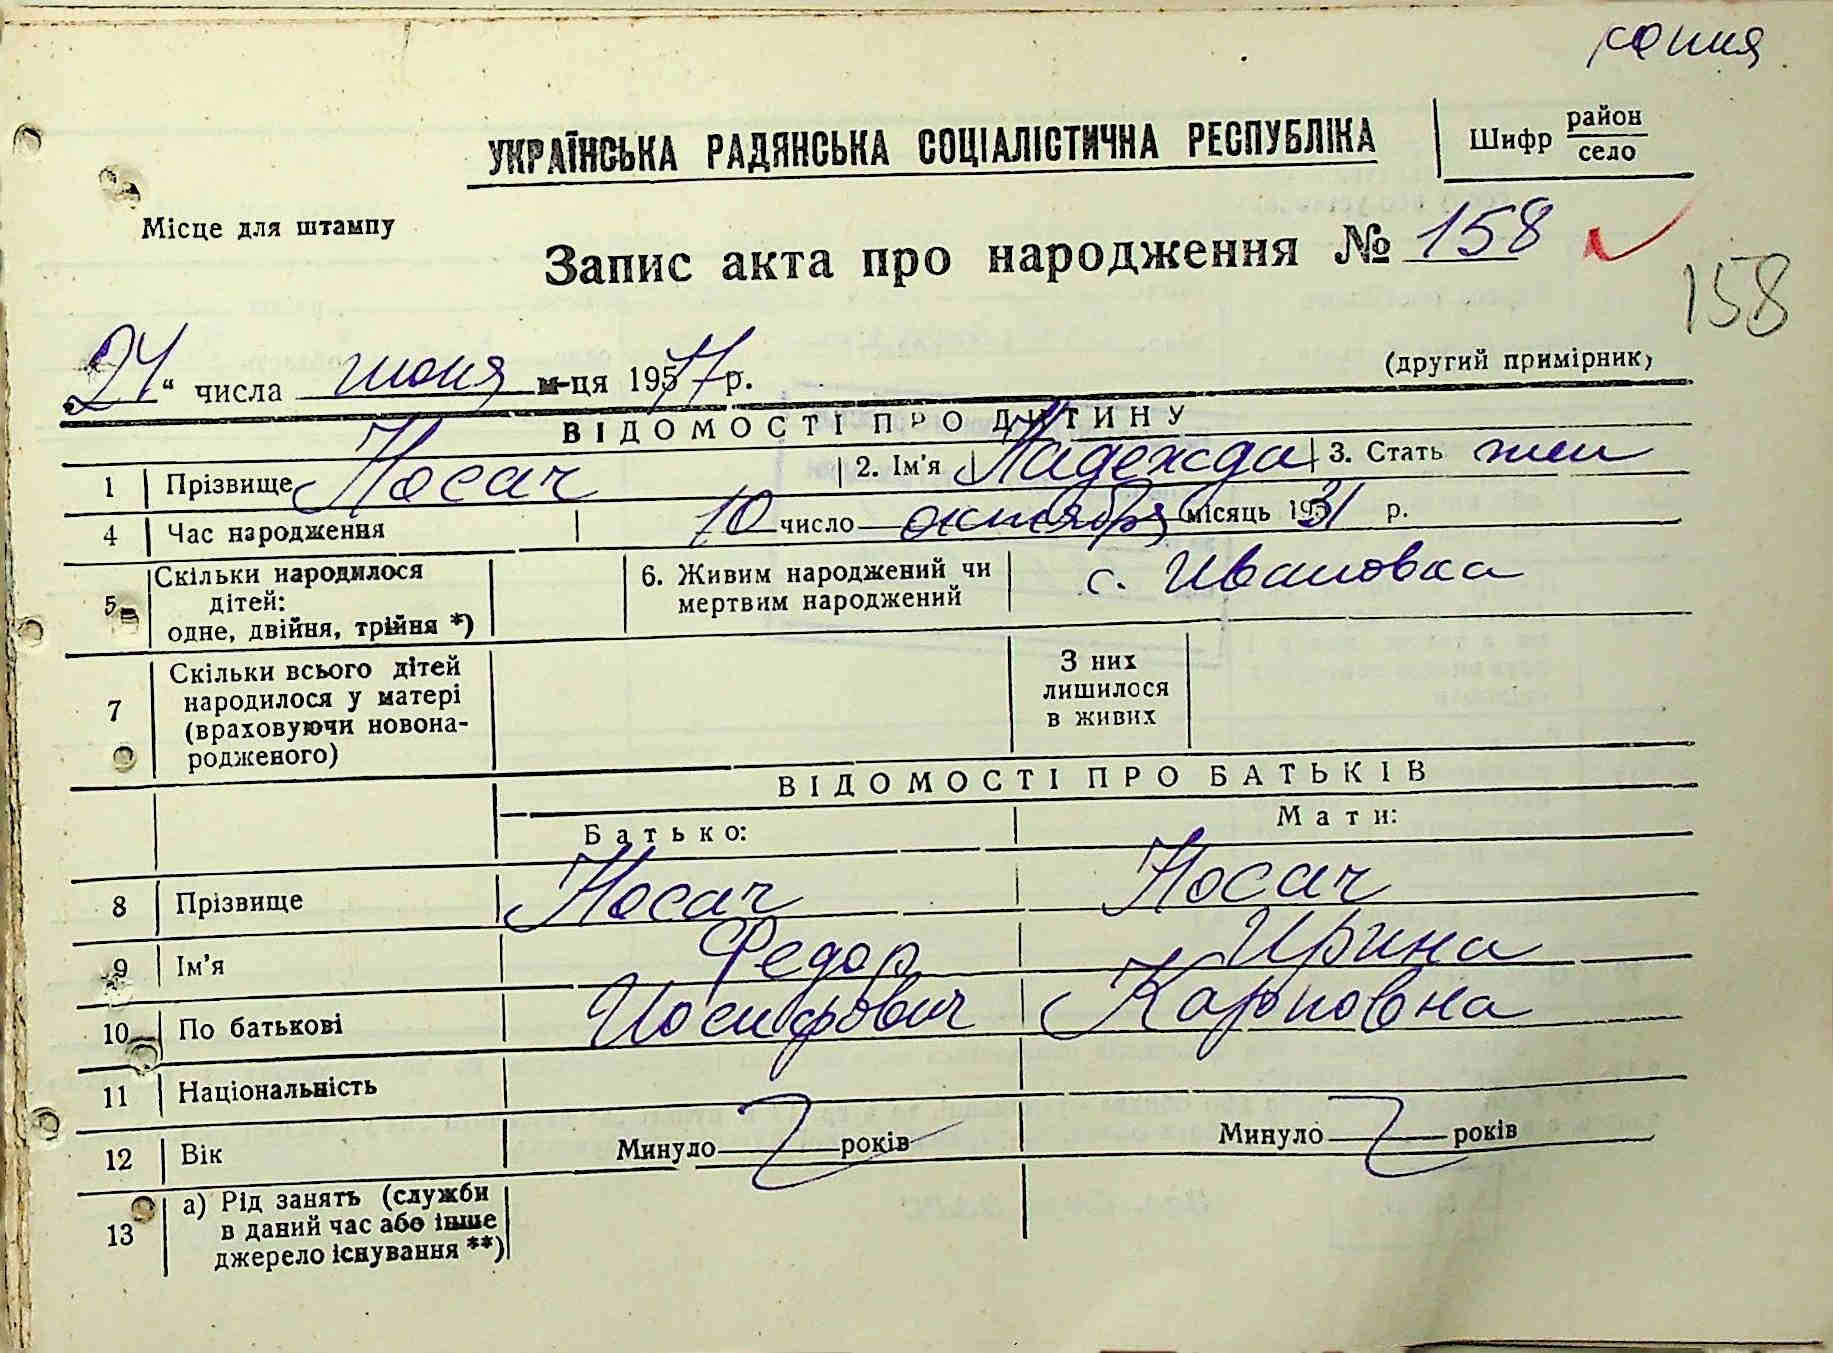 копия
УКРАЇНСЬКА РАДЯНСЬКА СОЦІАЛІСТИЧНА РЕСПУБЛІКА
Шифр район
село
Місце для штампу
Запис акта про народження № 158
158
„21“ числа июня м-ця 1957 р.
(другий примірник)
ВІДОМОСТІ ПРО ДИТИНУ
1 Прізвище Носач 2. Ім'я Надежда 3. Стать жен
4 Час народження 10 число октября місяць 1931 р.
5 Скільки народилося дітей: одне, двійня, трійня *) 6. Живим народжений чи мертвим народжений с. Ивановка
7 Скільки всього дітей народилося у матері (враховуючи новонародженого) З них лишилося в живих
ВІДОМОСТІ ПРО БАТЬКІВ
Батько: Мати:
8 Прізвище Носач Носач
9 Ім'я Федор Ирина
10 По батькові Иосифович Карповна
11 Національність
12 Вік Минуло років Минуло років
13 а) Рід занять (служби
в даний час або інше
джерело існування **)